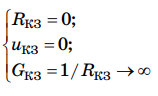 R_КЗ = 0;
u_КЗ = 0;
G_КЗ = 1/R_КЗ → ∞